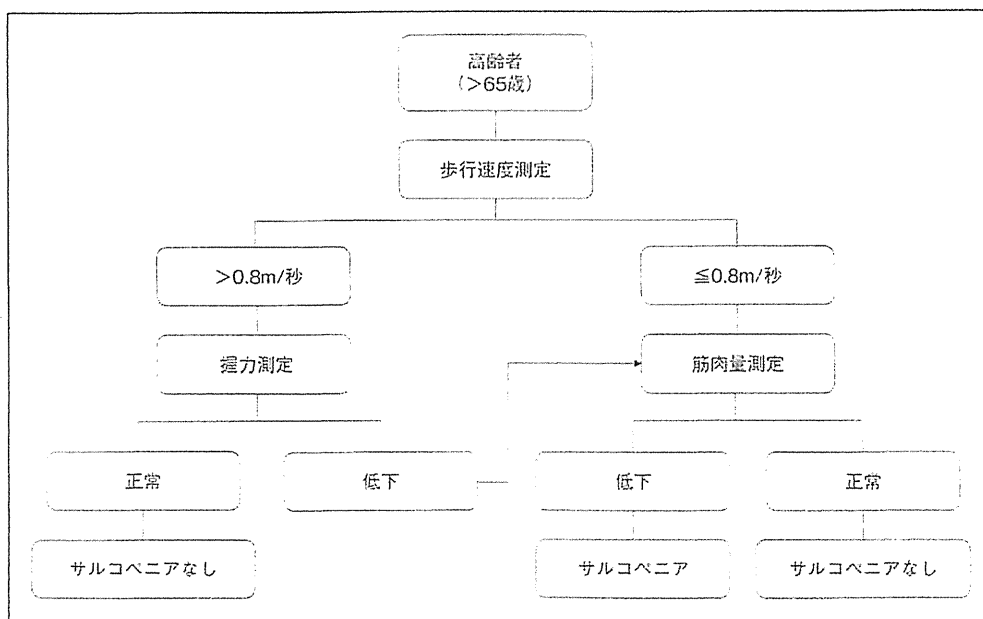 高齢者
（>65歳）
歩行速度測定
>0.8m/秒
≦0.8m/秒
握力測定
筋肉量測定
正常
低下
低下
正常
サルコペニアなし
サルコペニア
サルコペニアなし